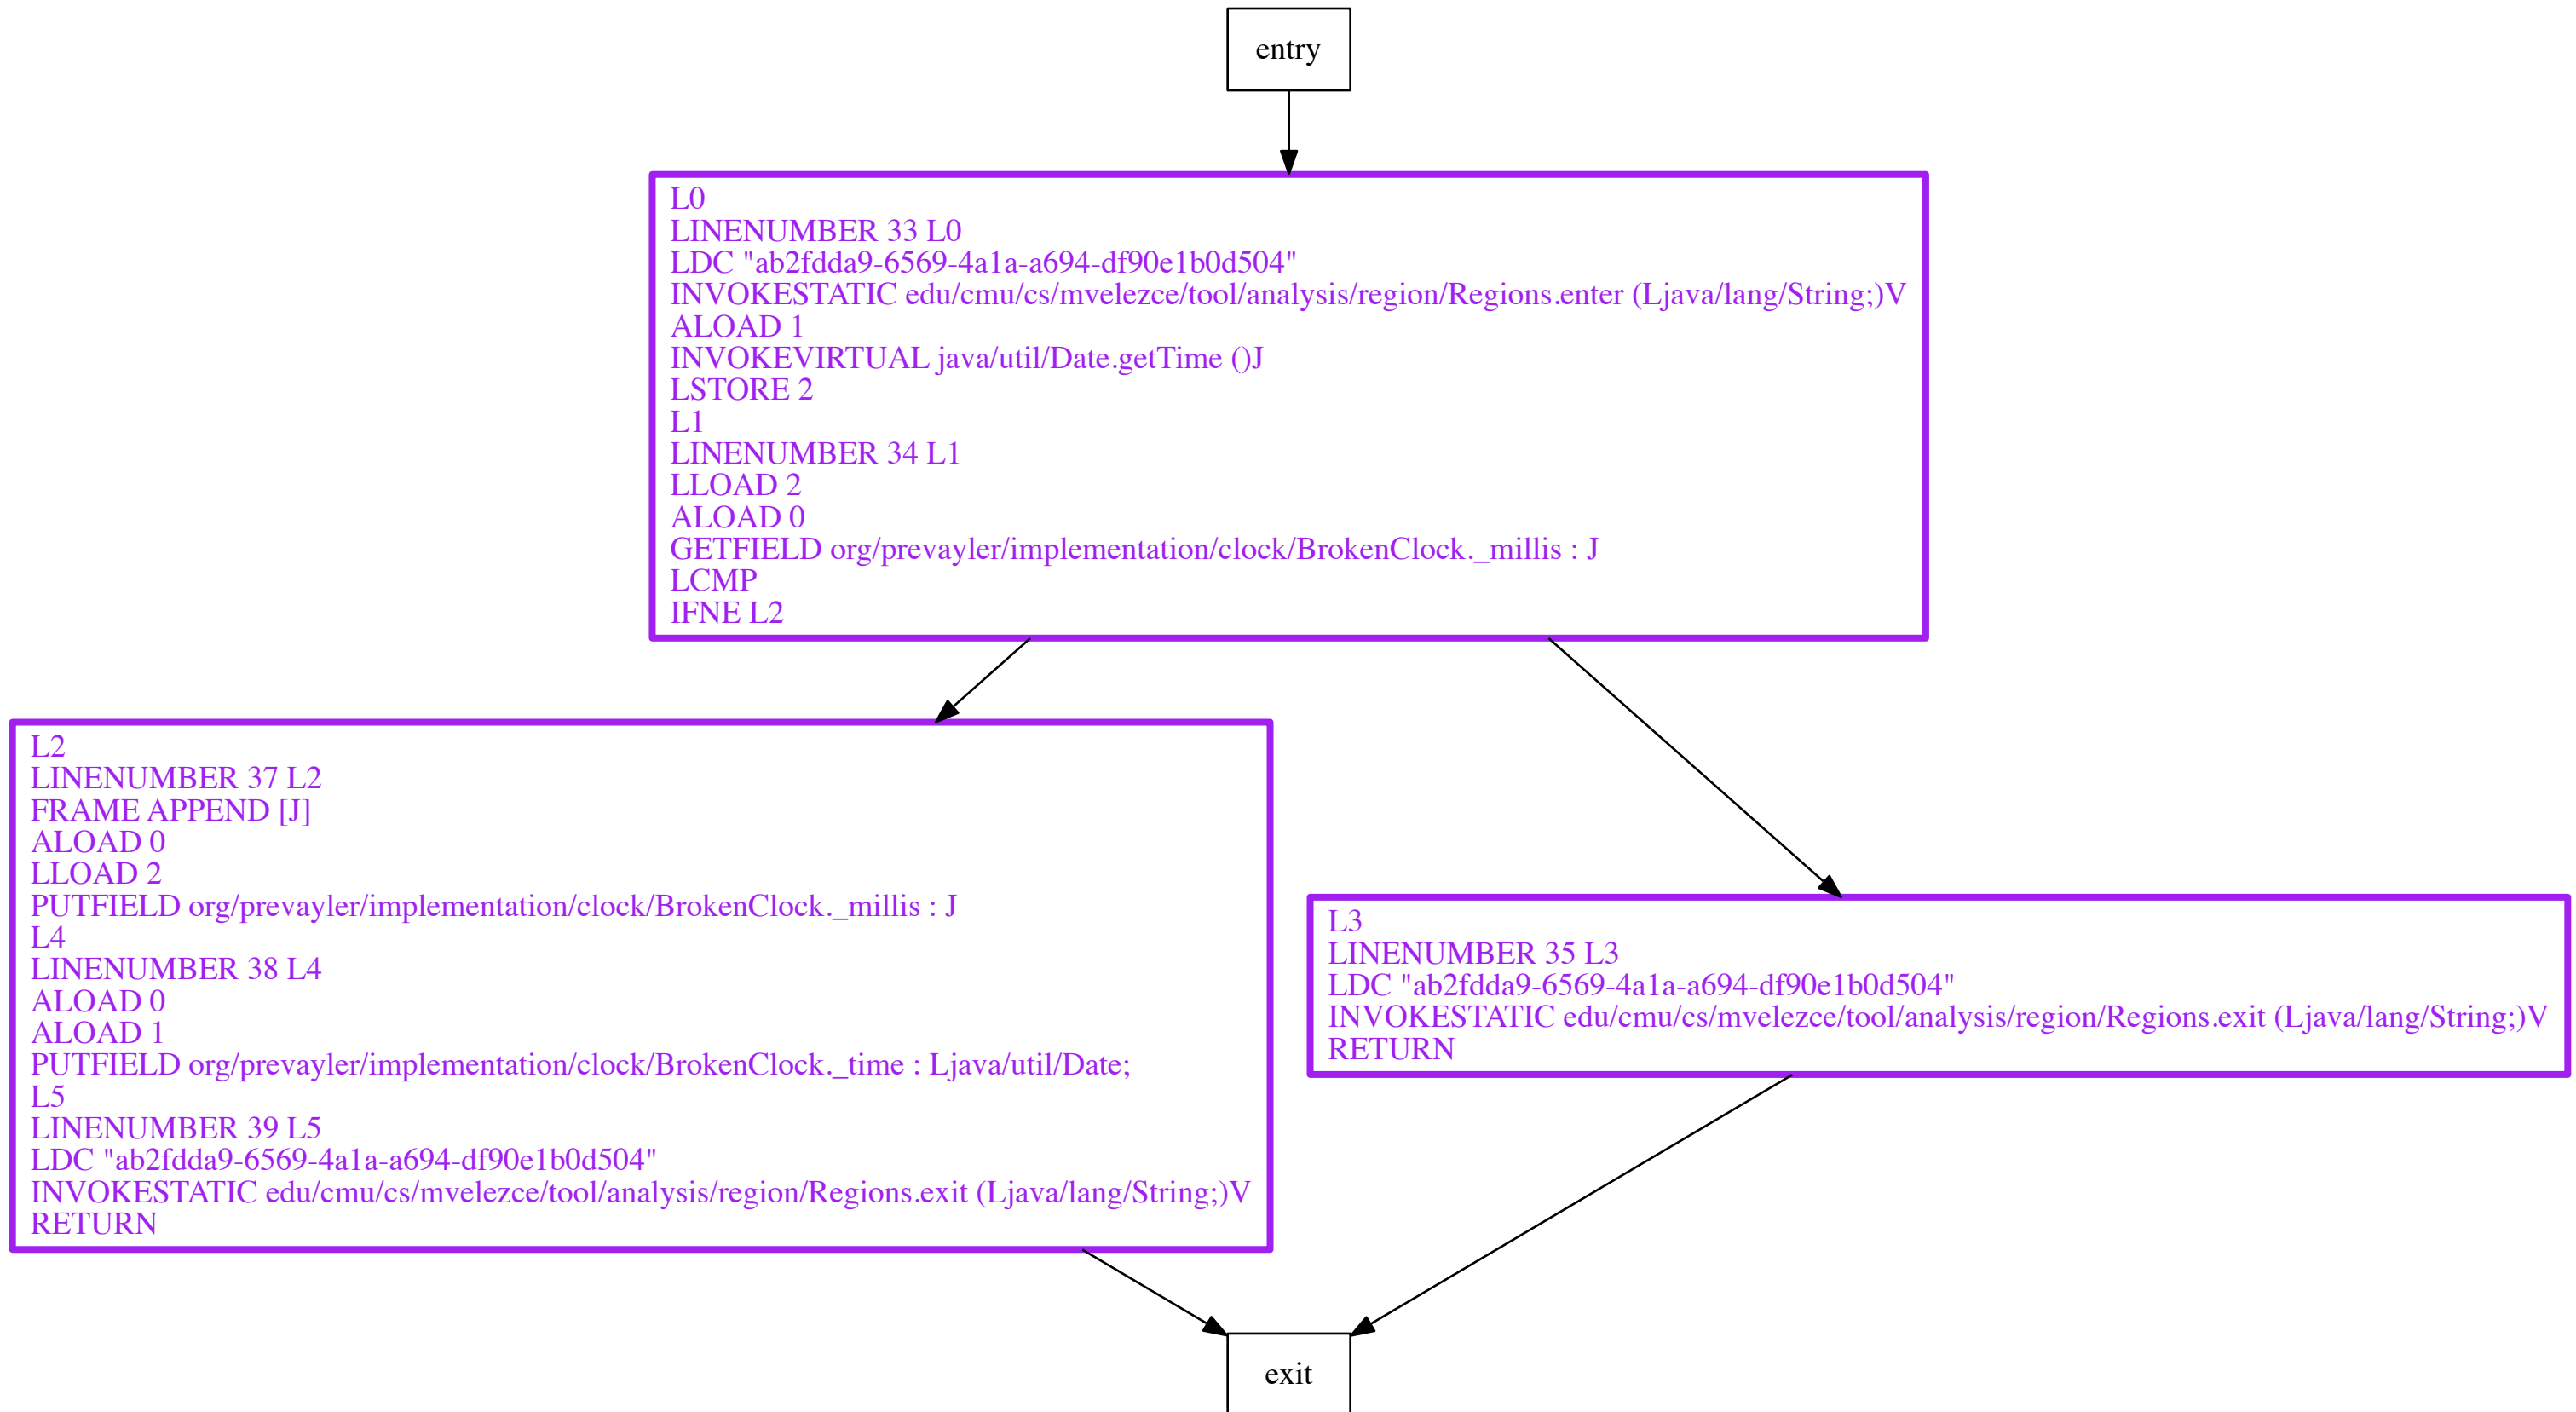 entry
L0
LINENUMBER 33 L0
LDC "ab2fdda9-6569-4a1a-a694-df90e1b0d504"
INVOKESTATIC edu/cmu/cs/mvelezce/tool/analysis/region/Regions.enter (Ljava/lang/String;)V
ALOAD 1
INVOKEVIRTUAL java/util/Date.getTime ()J
LSTORE 2
L1
LINENUMBER 34 L1
LLOAD 2
ALOAD 0
GETFIELD org/prevayler/implementation/clock/BrokenClock._millis : J
LCMP
IFNE L2
L2
LINENUMBER 37 L2
FRAME APPEND [J]
ALOAD 0
LLOAD 2
PUTFIELD org/prevayler/implementation/clock/BrokenClock._millis : J
L4
LINENUMBER 38 L4
ALOAD 0
ALOAD 1
PUTFIELD org/prevayler/implementation/clock/BrokenClock._time : Ljava/util/Date;
L5
LINENUMBER 39 L5
LDC "ab2fdda9-6569-4a1a-a694-df90e1b0d504"
INVOKESTATIC edu/cmu/cs/mvelezce/tool/analysis/region/Regions.exit (Ljava/lang/String;)V
RETURN
L3
LINENUMBER 35 L3
LDC "ab2fdda9-6569-4a1a-a694-df90e1b0d504"
INVOKESTATIC edu/cmu/cs/mvelezce/tool/analysis/region/Regions.exit (Ljava/lang/String;)V
RETURN
exit